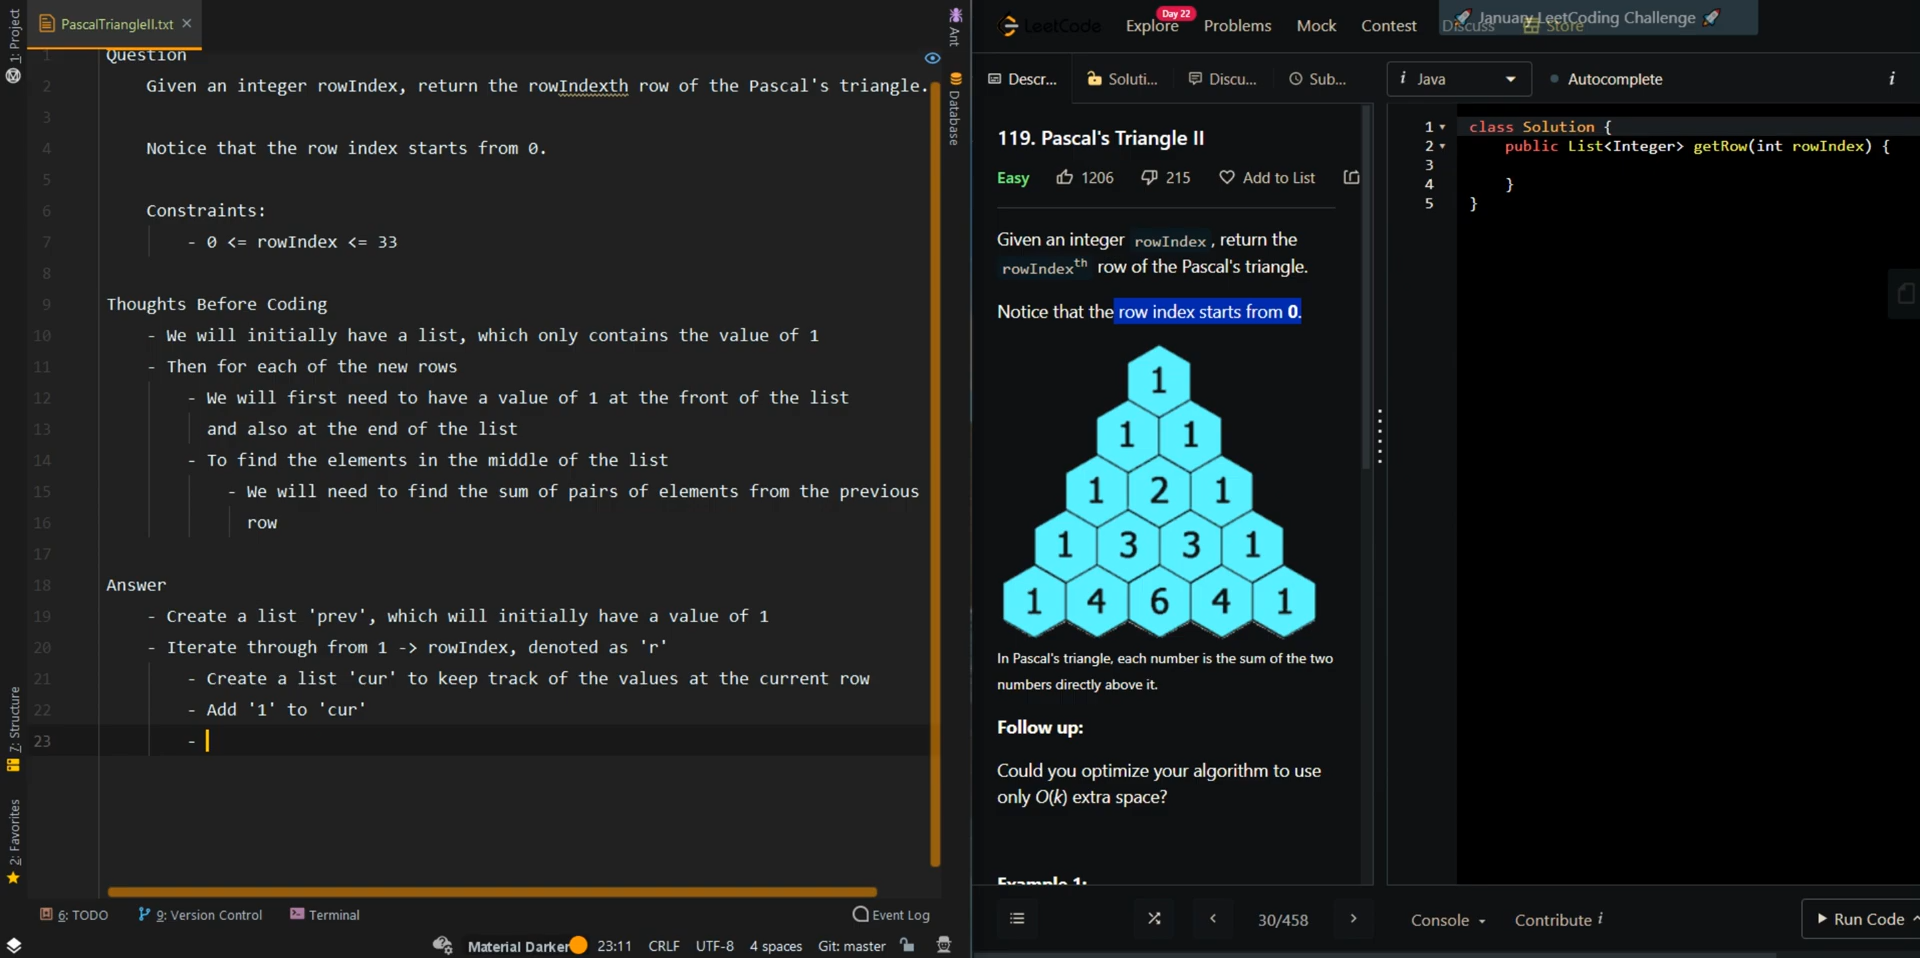 1: Project
PascalTriangleII.txt
1 Question
2 Given an integer rowIndex, return the rowIndexth row of the Pascal's triangle.
3
4 Notice that the row index starts from 0.
5
6 Constraints:
7 - 0 <= rowIndex <= 33
8
9 Thoughts Before Coding
10 - We will initially have a list, which only contains the value of 1
11 - Then for each of the new rows
12 - We will first need to have a value of 1 at the front of the list
13 and also at the end of the list
14 - To find the elements in the middle of the list
15 - We will need to find the sum of pairs of elements from the previous
16 row
17
18 Answer
19 - Create a list 'prev', which will initially have a value of 1
20 - Iterate through from 1 -> rowIndex, denoted as 'r'
21 - Create a list 'cur' to keep track of the values at the current row
22 - Add '1' to 'cur'
23 -
7: Structure
2: Favorites
6: TODO
9: Version Control
Terminal
Event Log
Material Darker
23:11
CRLF
UTF-8
4 spaces
Git: master
Ant
Database
LeetCode
Explore
Day 22
Problems
Mock
Contest
Discuss
Store
🚀 January LeetCoding Challenge 🚀
Descr...
Soluti...
Discu...
Sub...
i Java
Autocomplete
i
119. Pascal's Triangle II
Easy
1206
215
Add to List
Given an integer rowIndex, return the
rowIndexth row of the Pascal's triangle.
Notice that the row index starts from 0.
1
1 1
1 2 1
1 3 3 1
1 4 6 4 1
In Pascal's triangle, each number is the sum of the two
numbers directly above it.
Follow up:
Could you optimize your algorithm to use
only O(k) extra space?
Example 1:
1 class Solution {
2 public List<Integer> getRow(int rowIndex) {
3
4 }
5 }
30/458
Console
Contribute i
Run Code